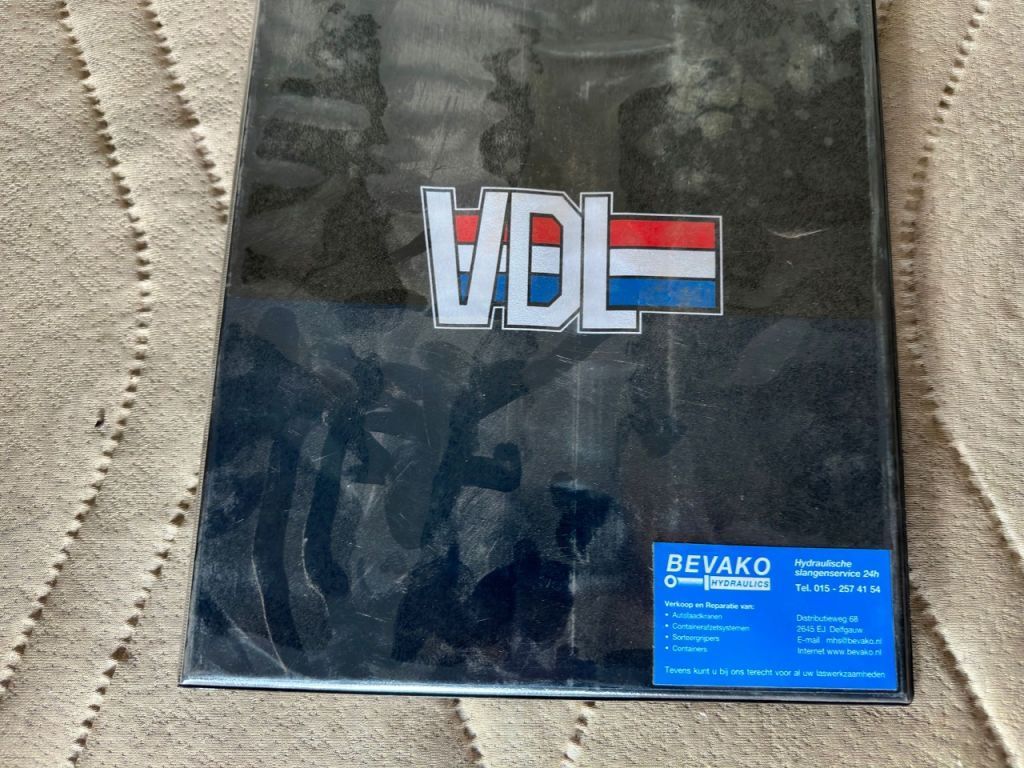 VDL
BEVAKO
HYDRAULICS
Hydraulische
slangenservice 24h
Tel. 015 - 257 41 54
Verkoop en Reparatie van:
• Autolaadkranen
• Containerafzetsystemen
• Sorteergrijpers
• Containers
Distributieweg 68
2645 EJ Delfgauw
E-mail mhs@bevako.nl
Internet www.bevako.nl
Tevens kunt u bij ons terecht voor al uw laswerkzaamheden